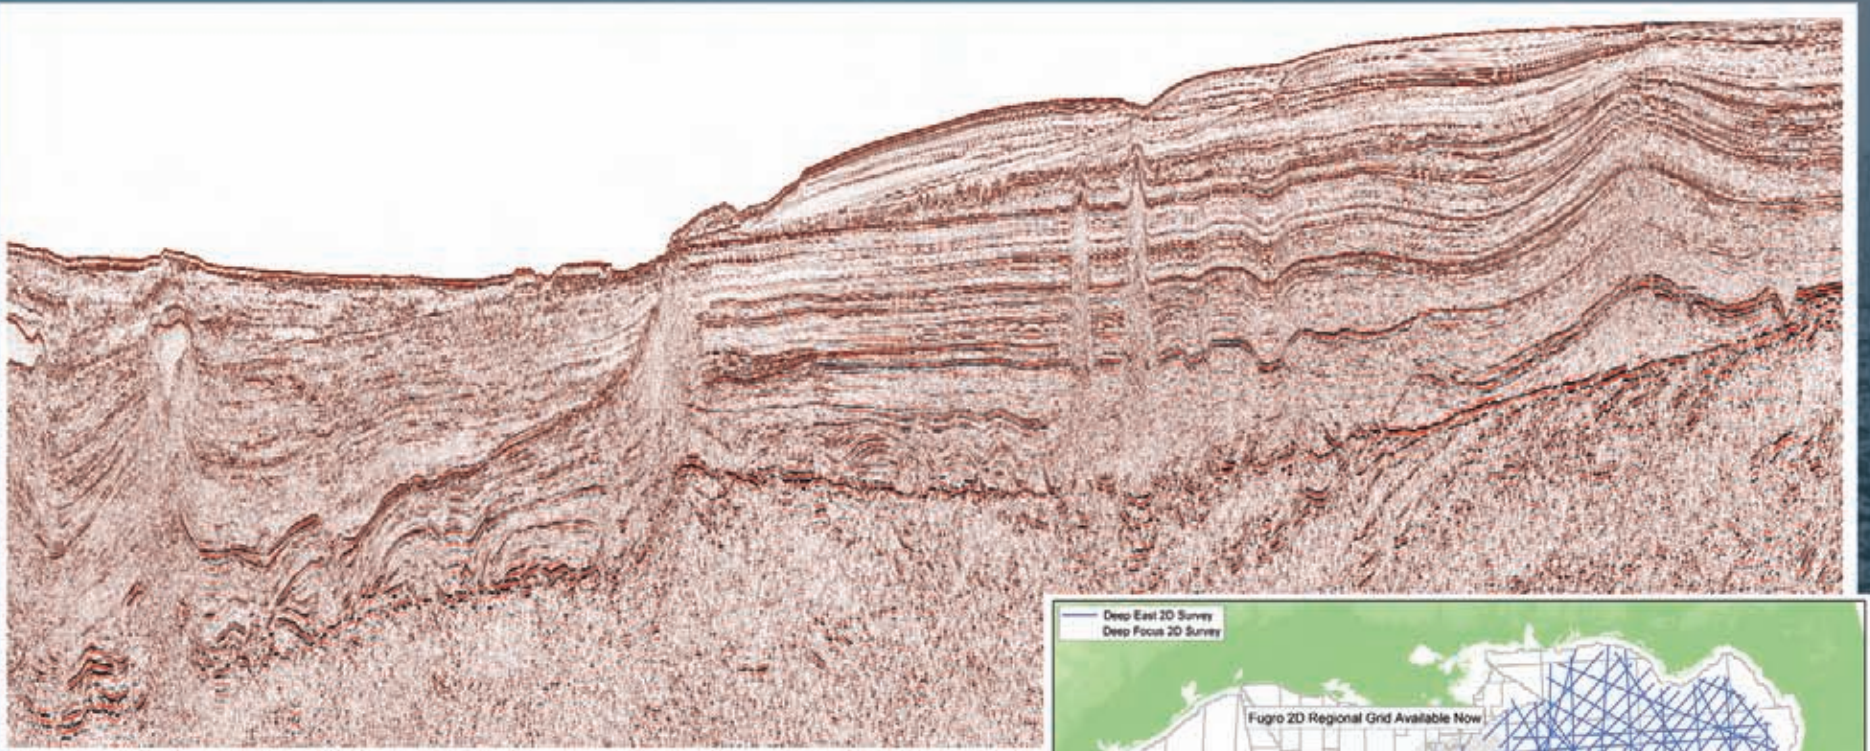 Deep East 2D Survey
Deep Focus 2D Survey
Fugro 2D Regional Grid Available Now